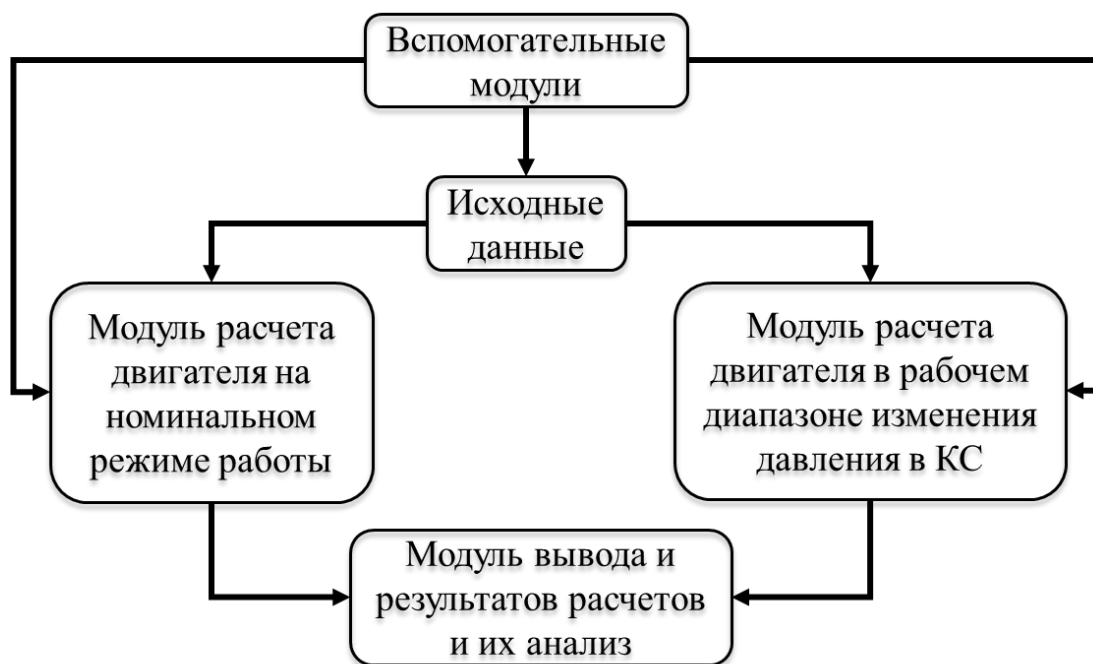 Вспомогательные
модули
Исходные
данные
Модуль расчета
двигателя на
номинальном
режиме работы
Модуль расчета
двигателя в рабочем
диапазоне изменения
давления в КС
Модуль вывода и
результатов расчетов
и их анализ